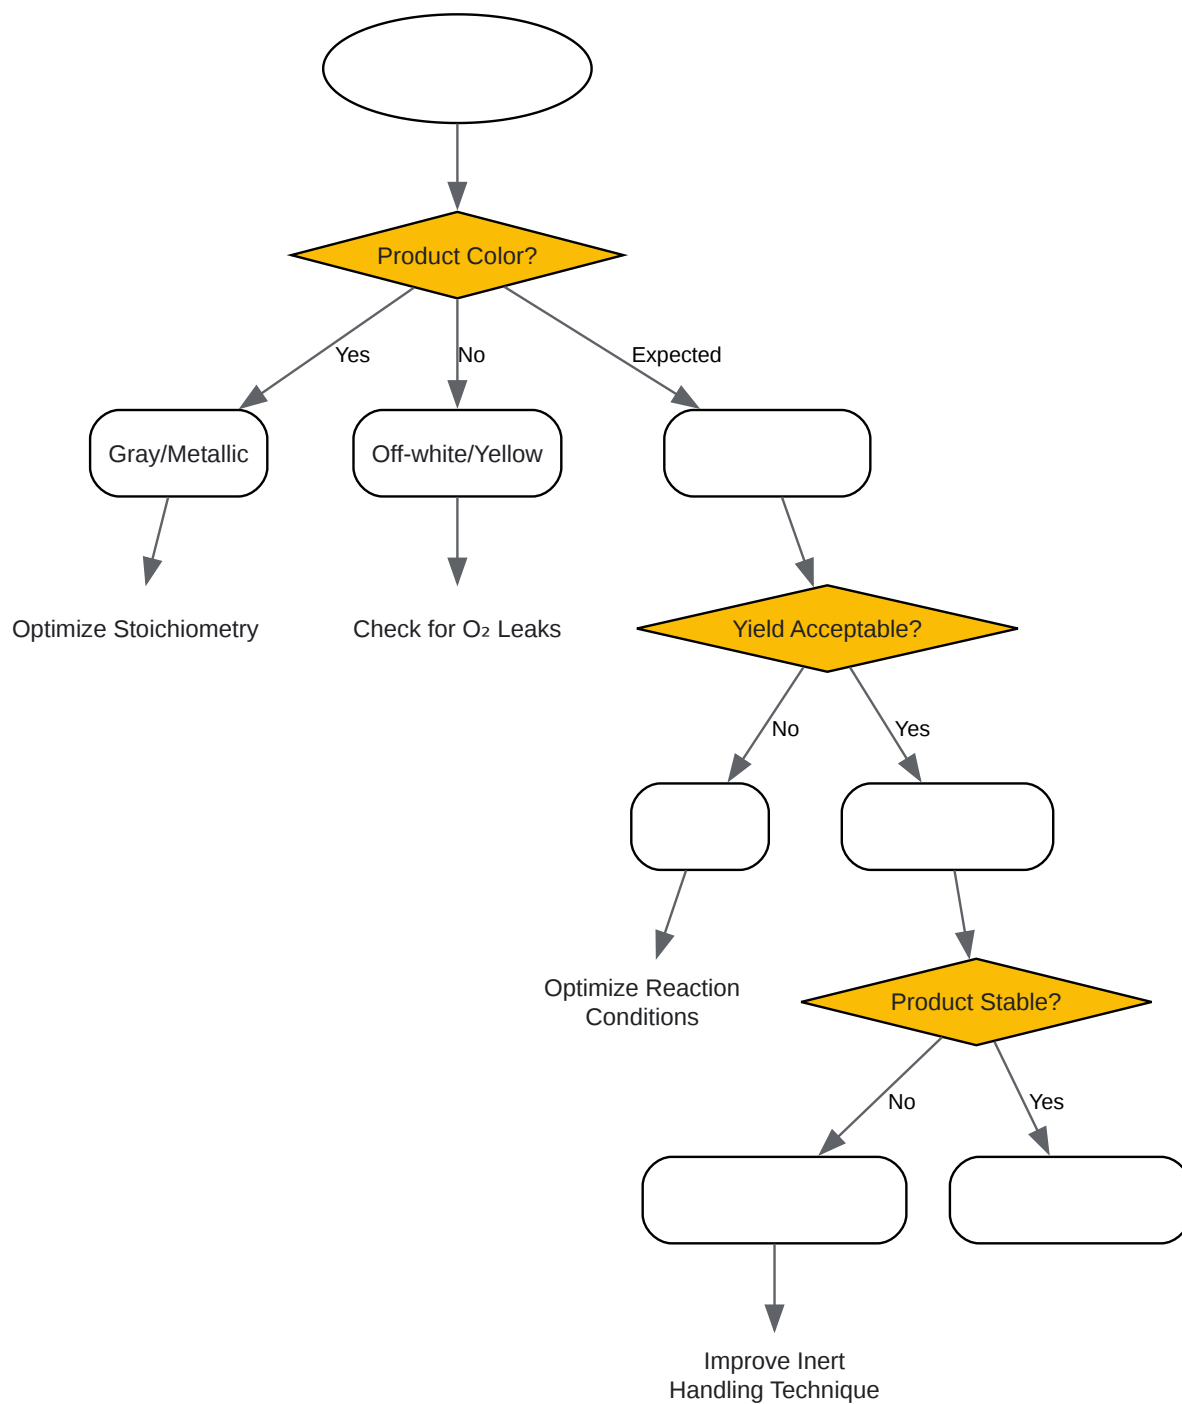 Product Color?
Yes
No
Expected
Gray/Metallic
Off-white/Yellow
Optimize Stoichiometry
Check for O₂ Leaks
Yield Acceptable?
No
Yes
Optimize Reaction
Conditions
Product Stable?
No
Yes
Improve Inert
Handling Technique